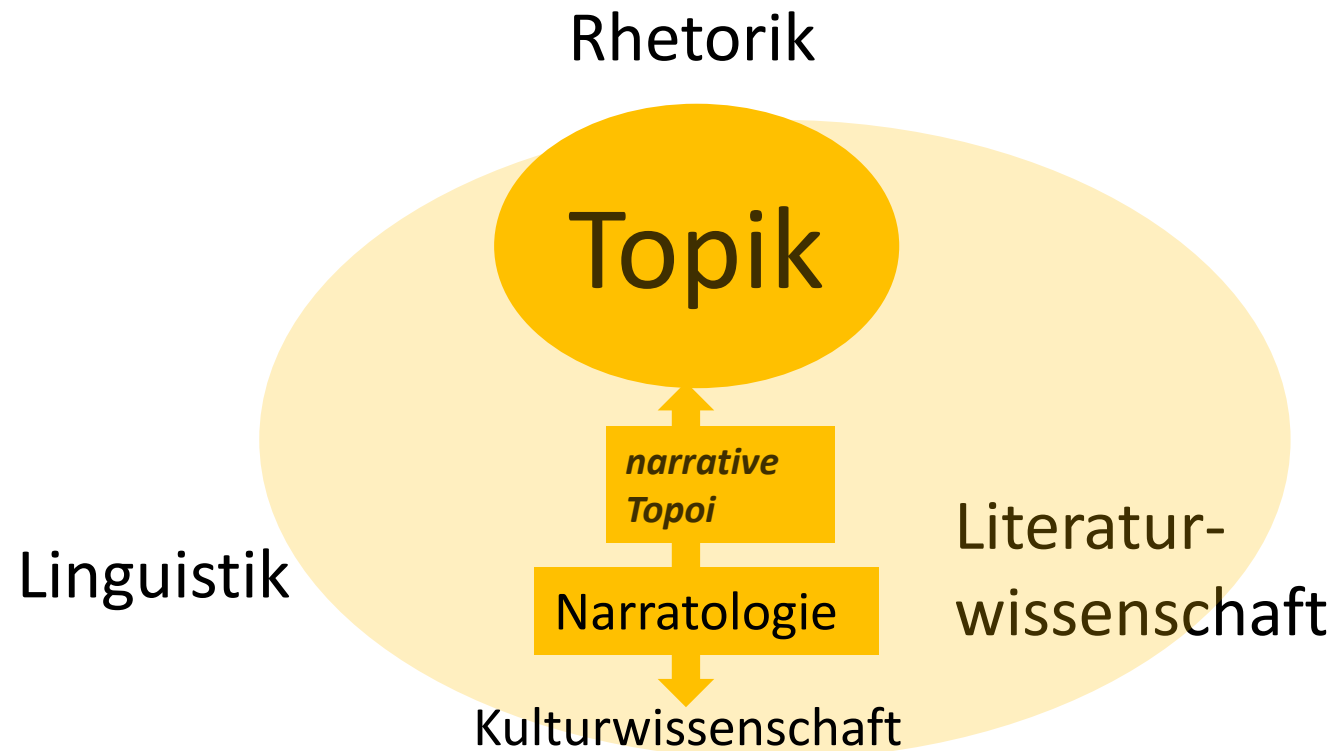 Rhetorik
Topik
narrative
Topoi
Literatur-
wissenschaft
Linguistik
Narratologie
Kulturwissenschaft